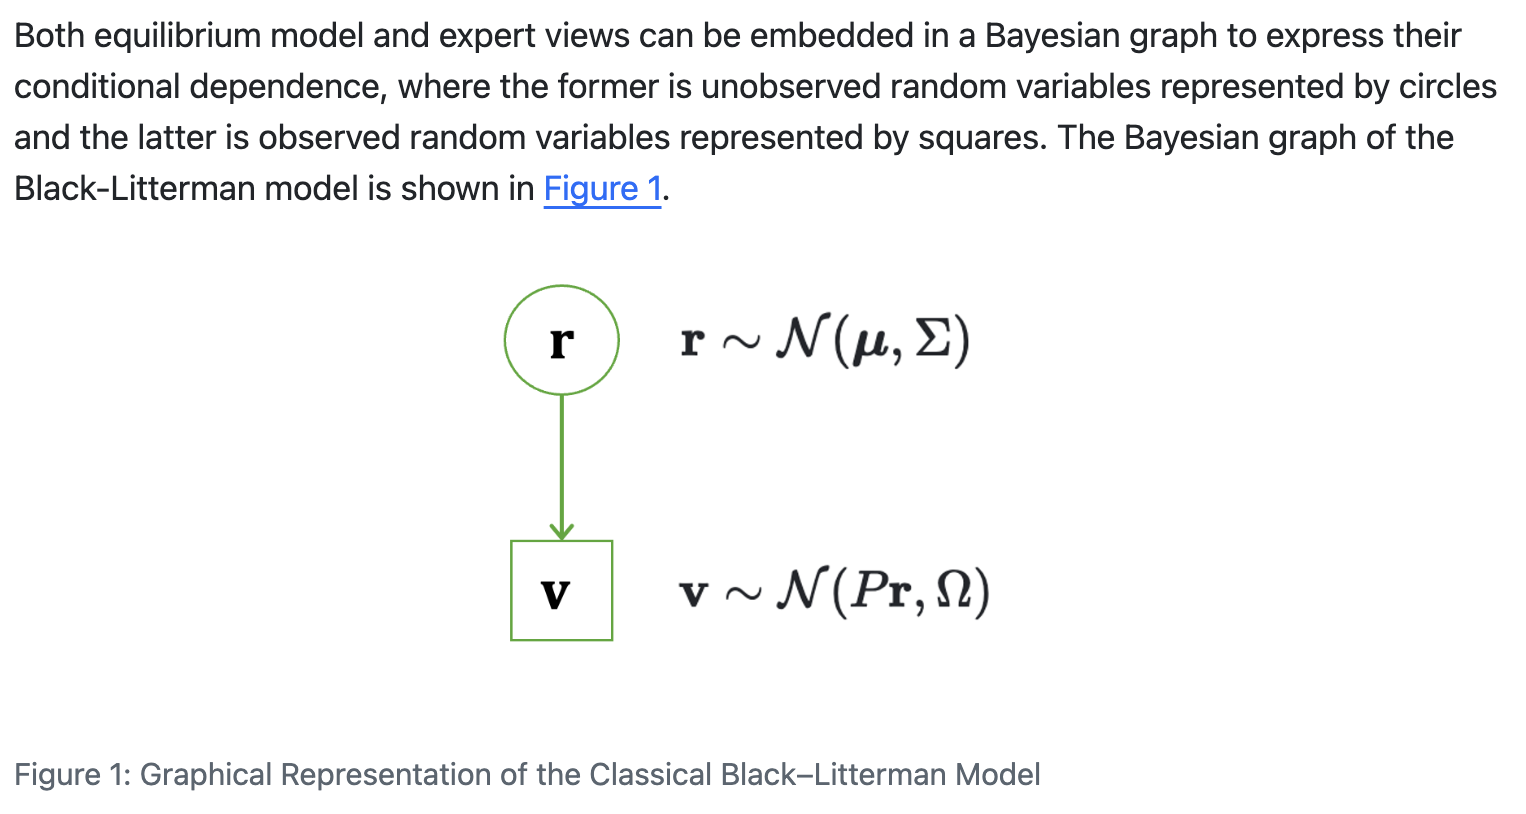 Both equilibrium model and expert views can be embedded in a Bayesian graph to express their
conditional dependence, where the former is unobserved random variables represented by circles
and the latter is observed random variables represented by squares. The Bayesian graph of the
Black-Litterman model is shown in Figure 1.
r
r ∼ 𝒩(μ, Σ)
v
v ∼ 𝒩(Pr, Ω)
Figure 1: Graphical Representation of the Classical Black–Litterman Model